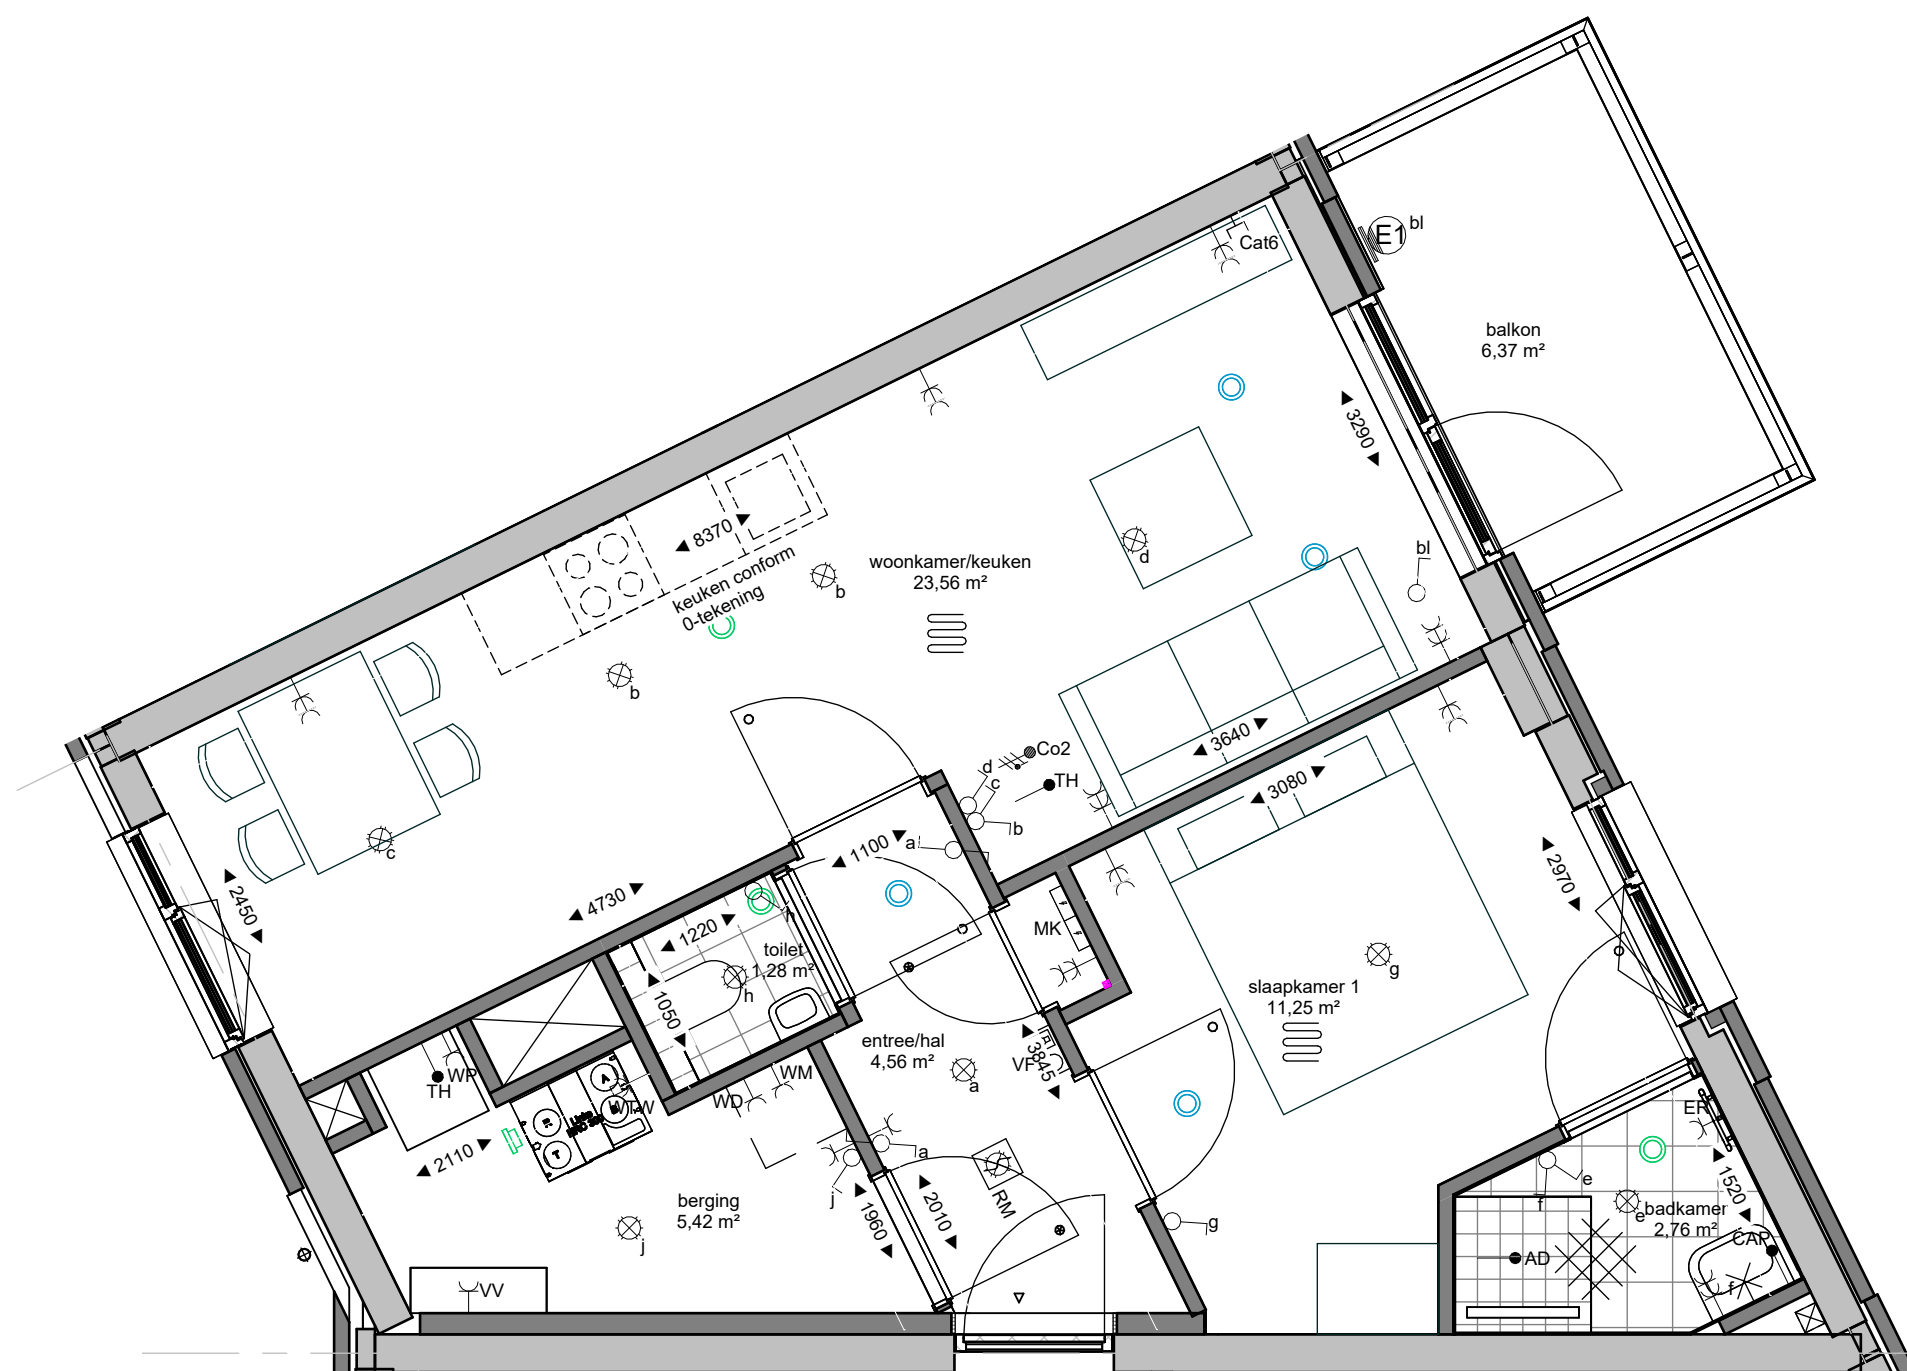 E1
bl
Cat6
balkon
6,37 m²
3290
8370
keuken conform
0-tekening
woonkamer/keuken
23,56 m²
b
d
bl
b
c
2450
4730
3640
Co2
TH
d
c
b
a
1100
3080
2970
1220
h
toilet
1,28 m²
h
1050
MK
g
slaapkamer 1
11,25 m²
entree/hal
4,56 m²
a
VF
3845
WP
TH
WTW
WM
WD
A
T
2110
a
j
1960
2010
RM
g
berging
5,42 m²
j
VV
ER
e
f
e
1520
badkamer
2,76 m²
CAP
AD
f